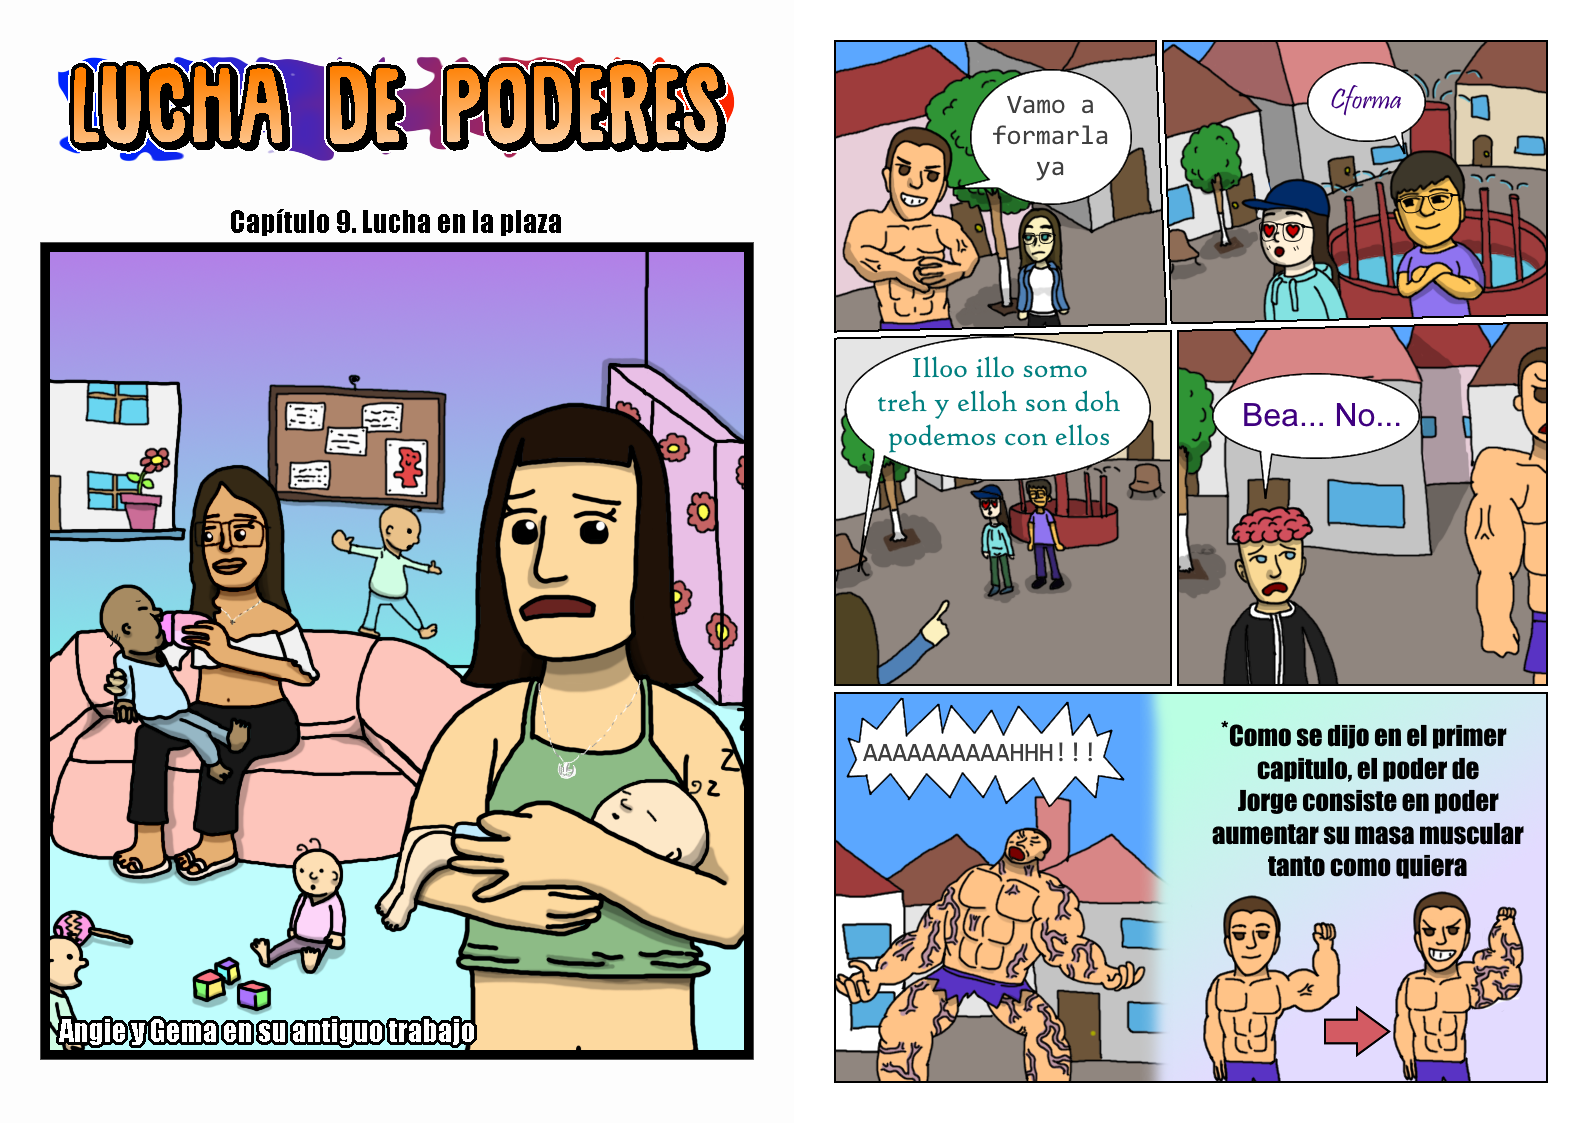 LUCHA DE PODERES
Capítulo 9. Lucha en la plaza
Z
z
Angie y Gema en su antiguo trabajo
Vamo a
formarla
ya
Cforma
Illoo illo somo
treh y elloh son doh
podemos con ellos
Bea... No...
AAAAAAAAAAHHH!!!
*Como se dijo en el primer
capitulo, el poder de
Jorge consiste en poder
aumentar su masa muscular
tanto como quiera